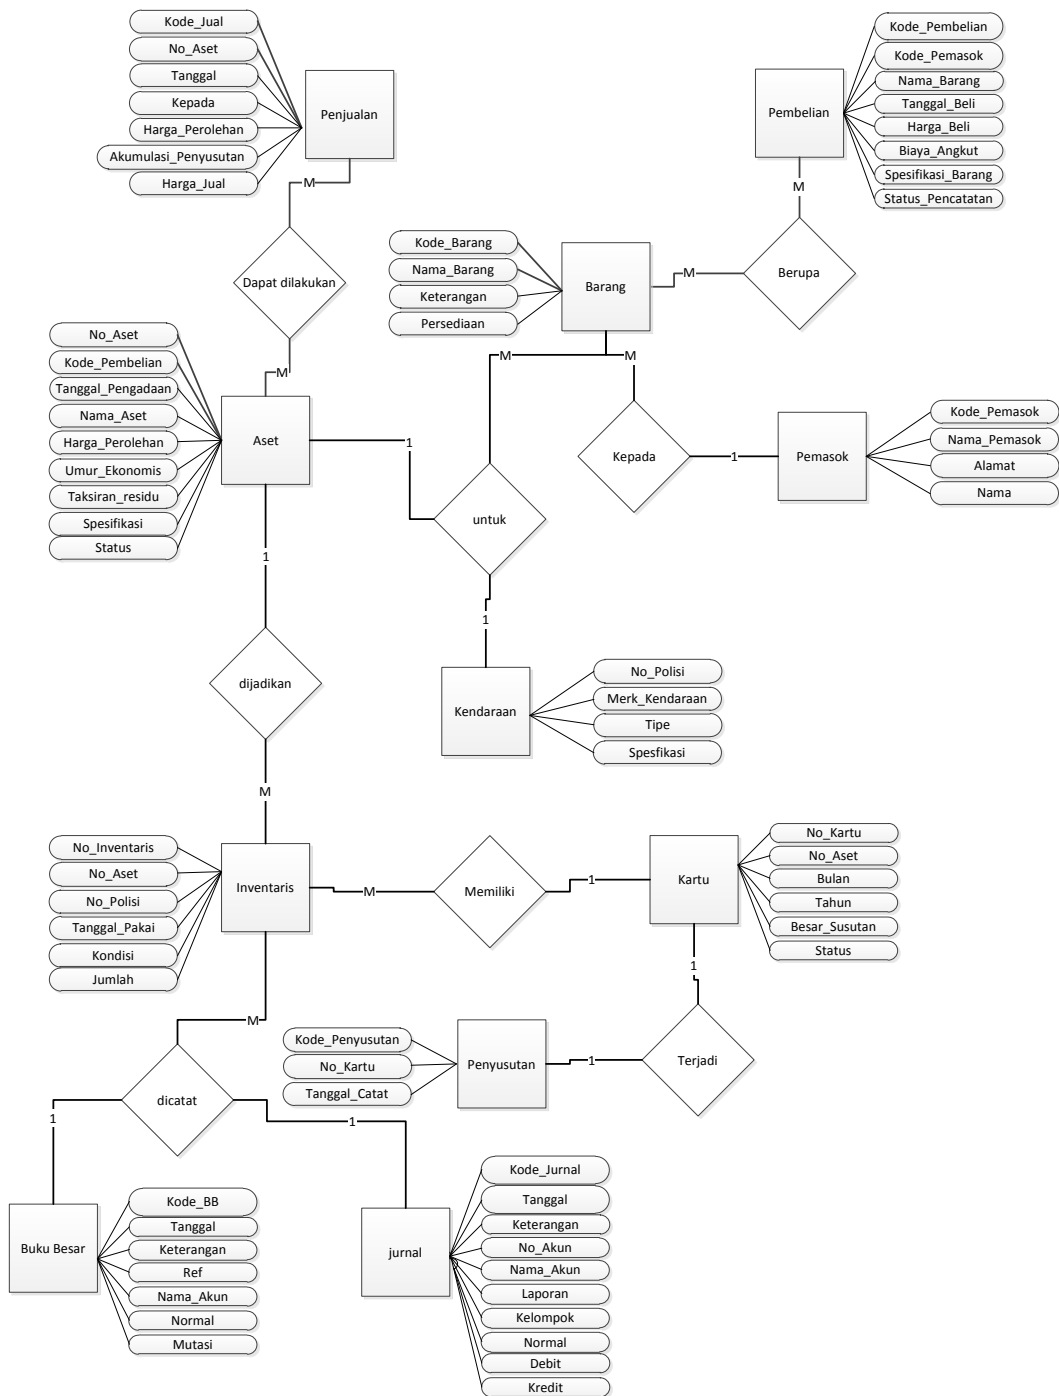 Kode_Jual
No_Aset
Tanggal
Kepada
Harga_Perolehan
Akumulasi_Penyusutan
Harga_Jual
Penjualan
M
Dapat dilakukan
M
Kode_Pembelian
Kode_Pemasok
Nama_Barang
Tanggal_Beli
Harga_Beli
Biaya_Angkut
Spesifikasi_Barang
Status_Pencatatan
Pembelian
M
Berupa
M
Kode_Barang
Nama_Barang
Keterangan
Persediaan
Barang
M
M
Kepada
1
Pemasok
Kode_Pemasok
Nama_Pemasok
Alamat
Nama
No_Aset
Kode_Pembelian
Tanggal_Pengadaan
Nama_Aset
Harga_Perolehan
Umur_Ekonomis
Taksiran_residu
Spesifikasi
Status
Aset
1
untuk
1
Kendaraan
No_Polisi
Merk_Kendaraan
Tipe
Spesfikasi
1
dijadikan
M
No_Inventaris
No_Aset
No_Polisi
Tanggal_Pakai
Kondisi
Jumlah
Inventaris
M
Memiliki
1
Kartu
No_Kartu
No_Aset
Bulan
Tahun
Besar_Susutan
Status
1
Terjadi
1
Penyusutan
Kode_Penyusutan
No_Kartu
Tanggal_Catat
M
dicatat
1
1
Buku Besar
Kode_BB
Tanggal
Keterangan
Ref
Nama_Akun
Normal
Mutasi
jurnal
Kode_Jurnal
Tanggal
Keterangan
No_Akun
Nama_Akun
Laporan
Kelompok
Normal
Debit
Kredit